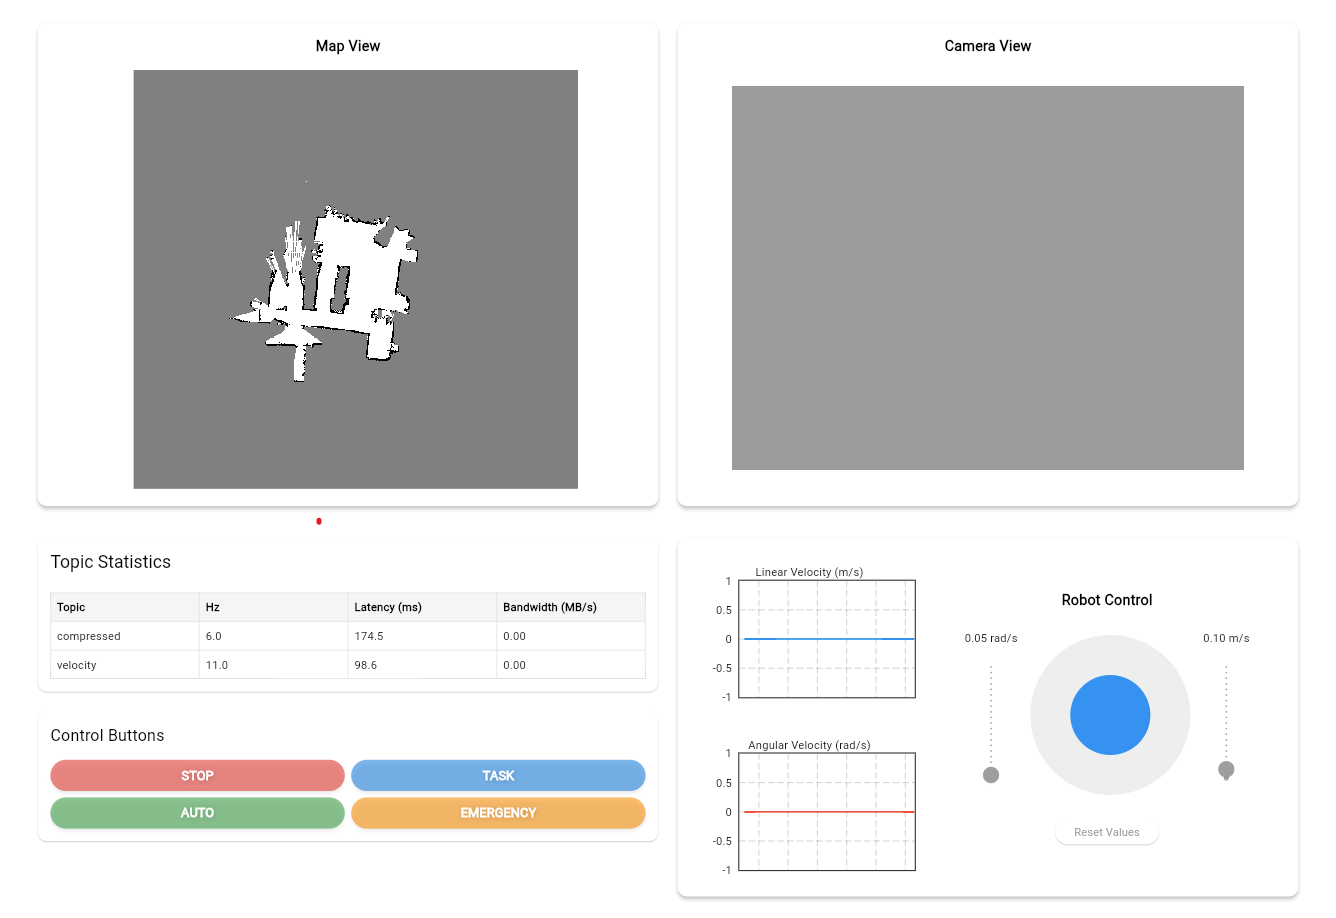 Map View
Camera View
Topic Statistics
Topic Hz Latency (ms) Bandwidth (MB/s)
compressed 6.0 174.5 0.00
velocity 11.0 98.6 0.00
Control Buttons
STOP TASK
AUTO EMERGENCY
Linear Velocity (m/s)
1
0.5
0
-0.5
-1
Angular Velocity (rad/s)
1
0.5
0
-0.5
-1
Robot Control
0.05 rad/s 0.10 m/s
Reset Values